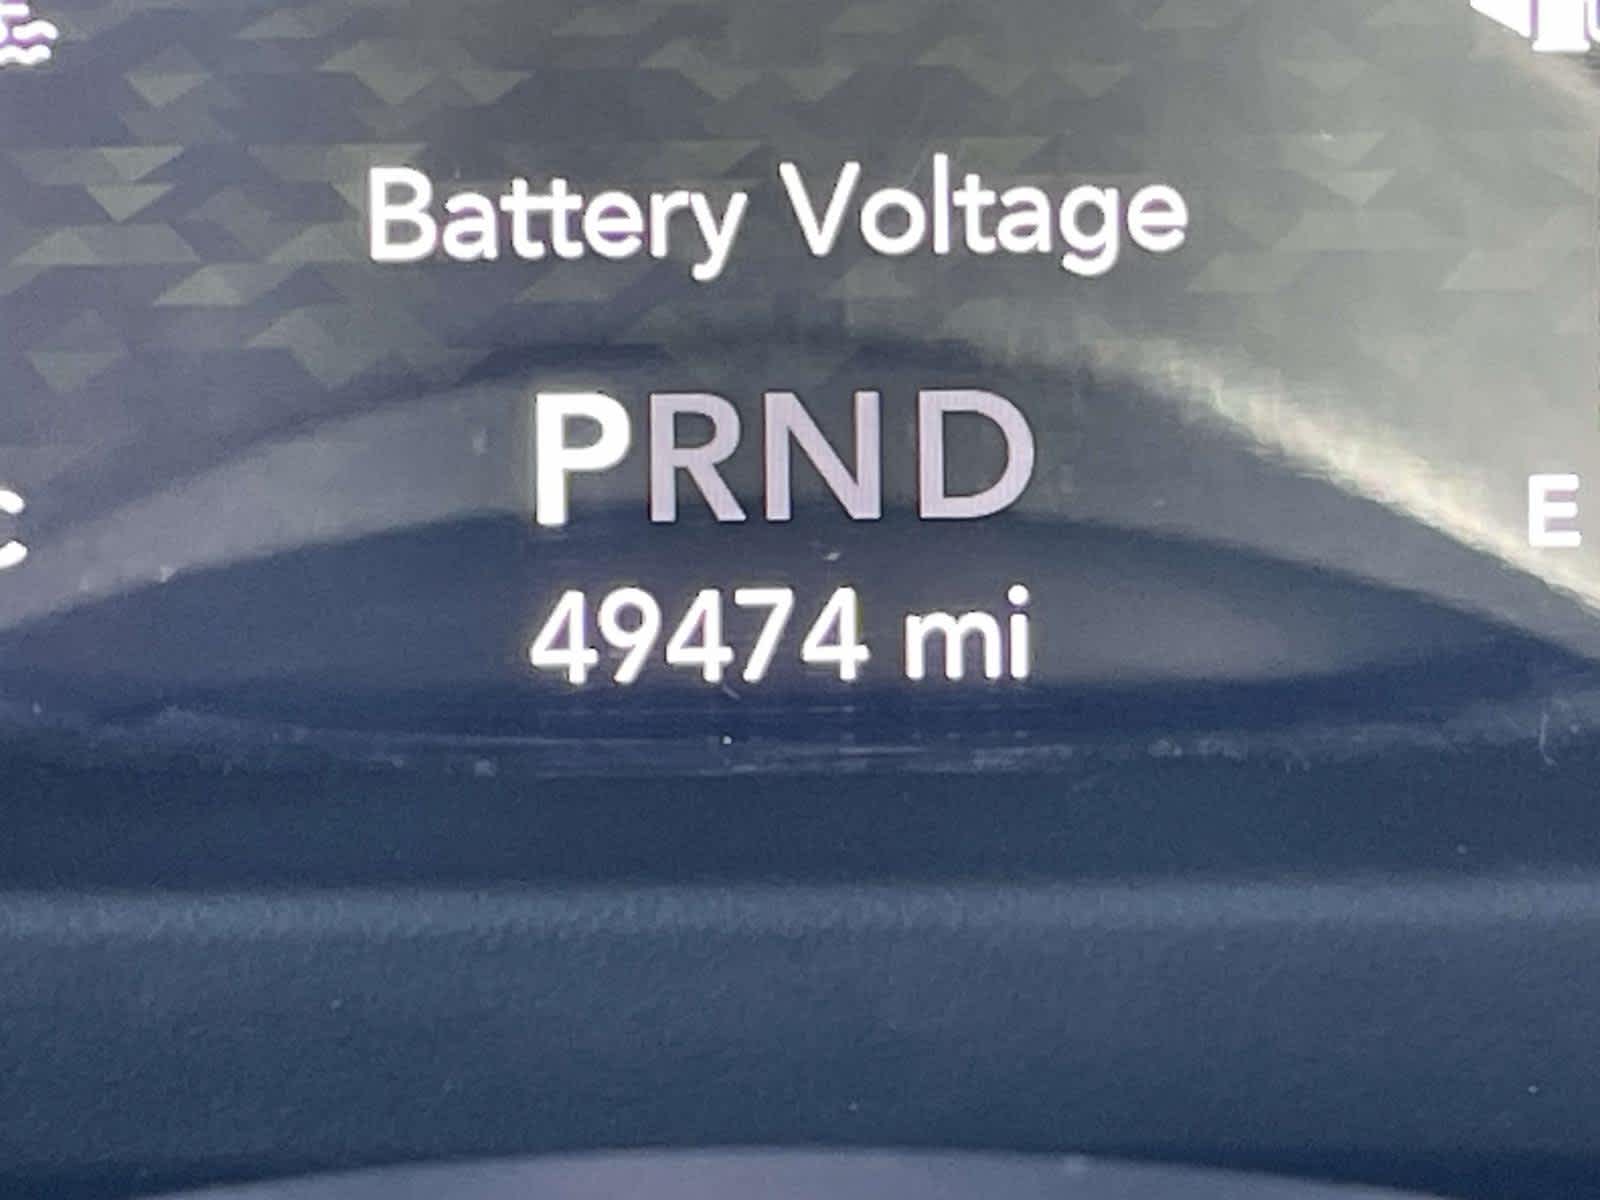 Battery Voltage
PRND
C
E
49474 mi